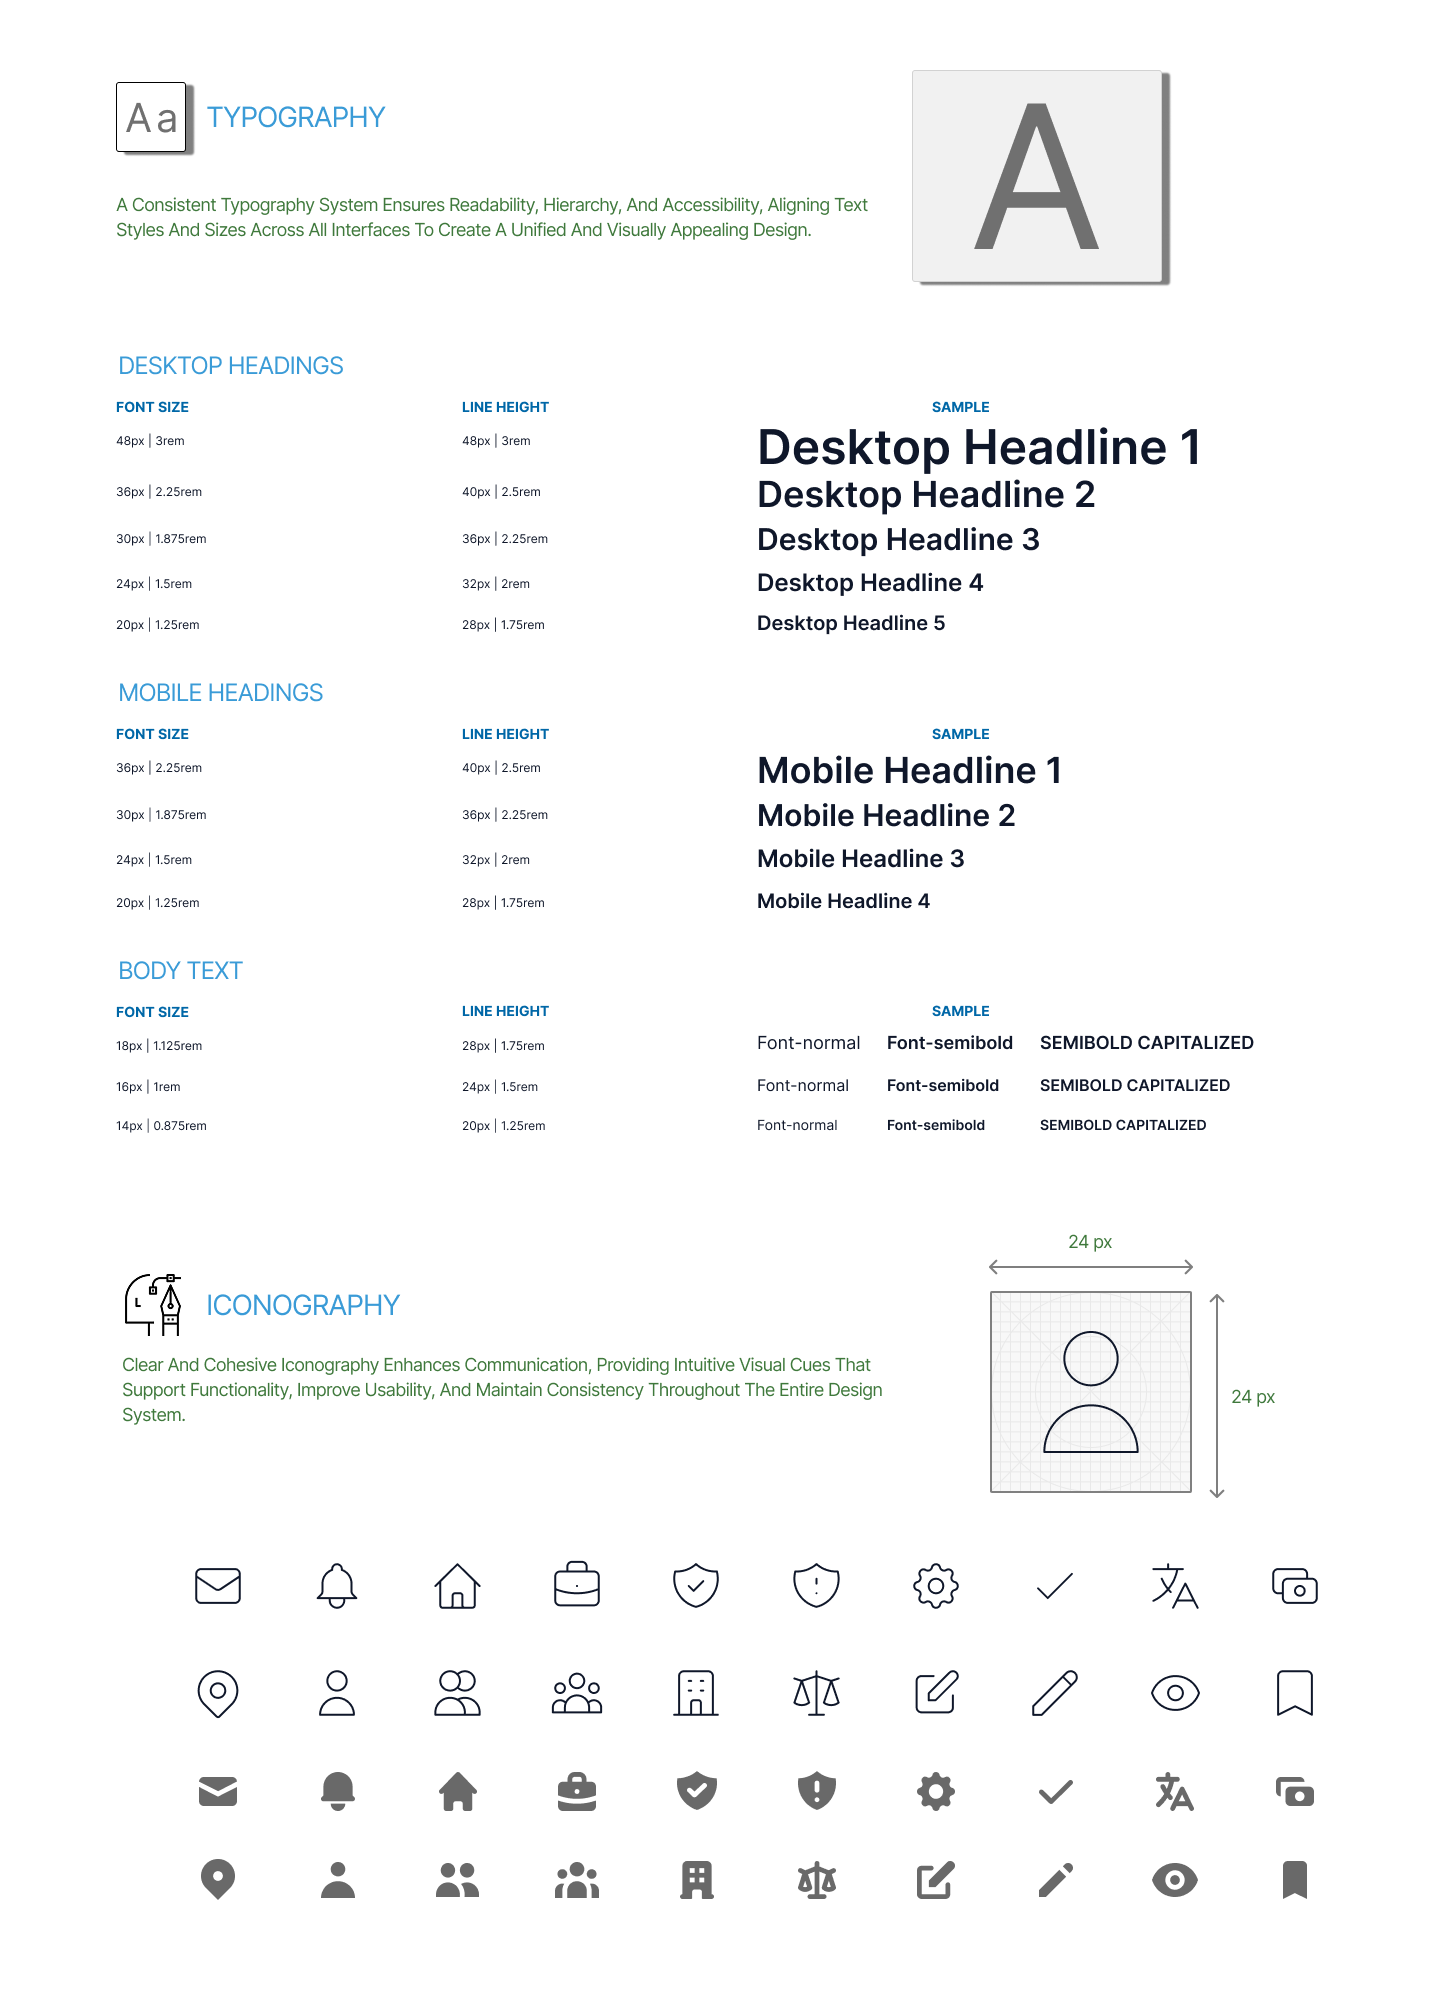 Aa TYPOGRAPHY
A
A Consistent Typography System Ensures Readability, Hierarchy, And Accessibility, Aligning Text
Styles And Sizes Across All Interfaces To Create A Unified And Visually Appealing Design.
DESKTOP HEADINGS
FONT SIZE LINE HEIGHT SAMPLE
48px | 3rem 48px | 3rem Desktop Headline 1
36px | 2.25rem 40px | 2.5rem Desktop Headline 2
30px | 1.875rem 36px | 2.25rem Desktop Headline 3
24px | 1.5rem 32px | 2rem Desktop Headline 4
20px | 1.25rem 28px | 1.75rem Desktop Headline 5
MOBILE HEADINGS
FONT SIZE LINE HEIGHT SAMPLE
36px | 2.25rem 40px | 2.5rem Mobile Headline 1
30px | 1.875rem 36px | 2.25rem Mobile Headline 2
24px | 1.5rem 32px | 2rem Mobile Headline 3
20px | 1.25rem 28px | 1.75rem Mobile Headline 4
BODY TEXT
FONT SIZE LINE HEIGHT SAMPLE
18px | 1.125rem 28px | 1.75rem Font-normal Font-semibold SEMIBOLD CAPITALIZED
16px | 1rem 24px | 1.5rem Font-normal Font-semibold SEMIBOLD CAPITALIZED
14px | 0.875rem 20px | 1.25rem Font-normal Font-semibold SEMIBOLD CAPITALIZED
24 px
ICONOGRAPHY
Clear And Cohesive Iconography Enhances Communication, Providing Intuitive Visual Cues That
Support Functionality, Improve Usability, And Maintain Consistency Throughout The Entire Design
System.
24 px